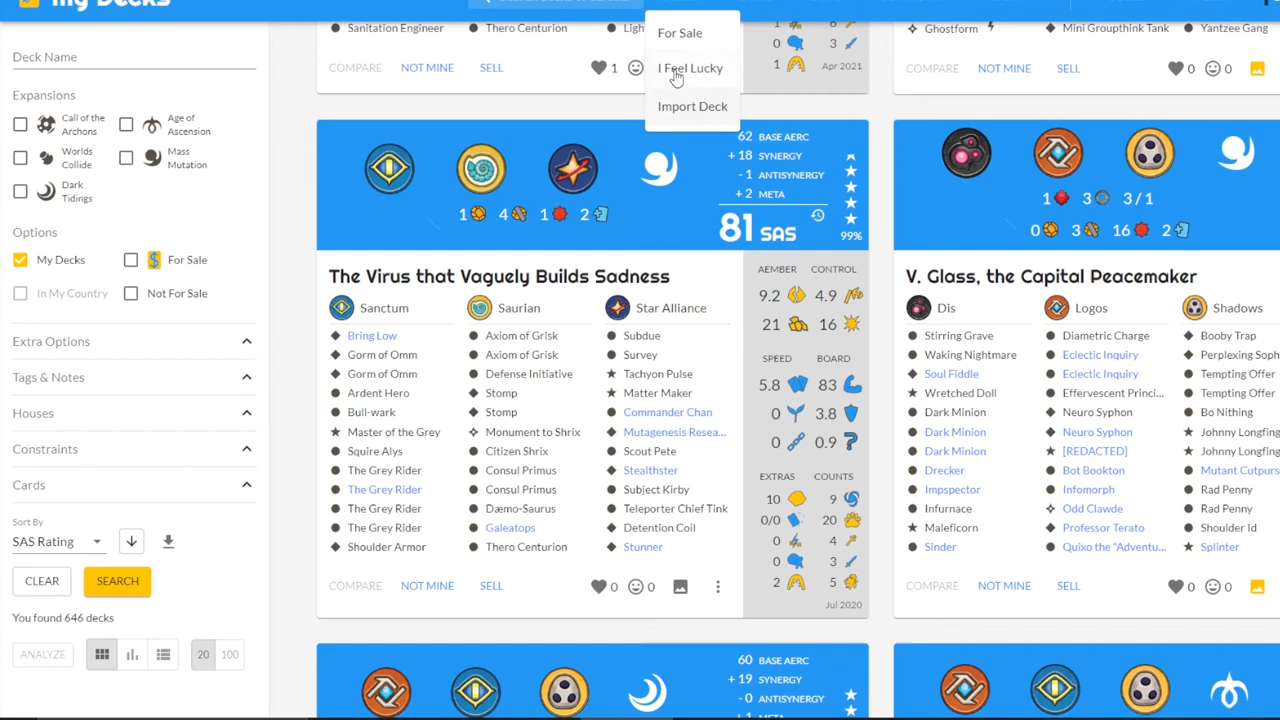 My Decks
Deck Name
Expansions
Call of the
Archons
Age of
Ascension
Worlds
Collide
Mass
Mutation
Dark
Tidings
Options
My Decks
For Sale
In My Country
Not For Sale
Extra Options
Tags & Notes
Houses
Constraints
Cards
Sort By
SAS Rating
CLEAR
SEARCH
You found 646 decks
ANALYZE
20 100
For Sale
I Feel Lucky
Import Deck
Sanitation Engineer
Thero Centurion
COMPARE NOT MINE SELL
1
0 3
1
Apr 2021
Ghostform
Mini Groupthink Tank
Yantzee Gang
COMPARE NOT MINE SELL
0 0
62 BASE AERC
+ 18 SYNERGY
- 1 ANTISYNERGY
+ 2 META
81 SAS
99%
1 4 1 2
The Virus that Vaguely Builds Sadness
Sanctum
Bring Low
Gorm of Omm
Gorm of Omm
Ardent Hero
Bull-wark
Master of the Grey
Squire Alys
The Grey Rider
The Grey Rider
The Grey Rider
The Grey Rider
Shoulder Armor
Saurian
Axiom of Grisk
Axiom of Grisk
Defense Initiative
Stomp
Stomp
Monument to Shrix
Citizen Shrix
Consul Primus
Consul Primus
Dæmo-Saurus
Galeatops
Thero Centurion
Star Alliance
Subdue
Survey
Tachyon Pulse
Matter Maker
Commander Chan
Mutagenesis Resea...
Scout Pete
Stealthster
Subject Kirby
Teleporter Chief Tink
Detention Coil
Stunner
AEMBER CONTROL
9.2 4.9
21 16
SPEED BOARD
5.8 83
0 3.8
0 0.9
EXTRAS COUNTS
10 9
0/0 20
0 4
0 3
2 5
Jul 2020
COMPARE NOT MINE SELL
0 0
1 3 3 / 1
0 3 16 2
V. Glass, the Capital Peacemaker
Dis
Stirring Grave
Waking Nightmare
Soul Fiddle
Wretched Doll
Dark Minion
Dark Minion
Dark Minion
Drecker
Impspector
Infurnace
Maleficorn
Sinder
Logos
Diametric Charge
Eclectic Inquiry
Eclectic Inquiry
Effervescent Princi...
Neuro Syphon
Neuro Syphon
[REDACTED]
Bot Bookton
Infomorph
Odd Clawde
Professor Terato
Quixo the "Adventu...
Shadows
Booby Trap
Perplexing Soph
Tempting Offer
Tempting Offer
Bo Nithing
Johnny Longfing
Johnny Longfing
Mutant Cutpurs
Rad Penny
Rad Penny
Shoulder Id
Splinter
COMPARE NOT MINE SELL
0 0
60 BASE AERC
+ 19 SYNERGY
- 0 ANTISYNERGY